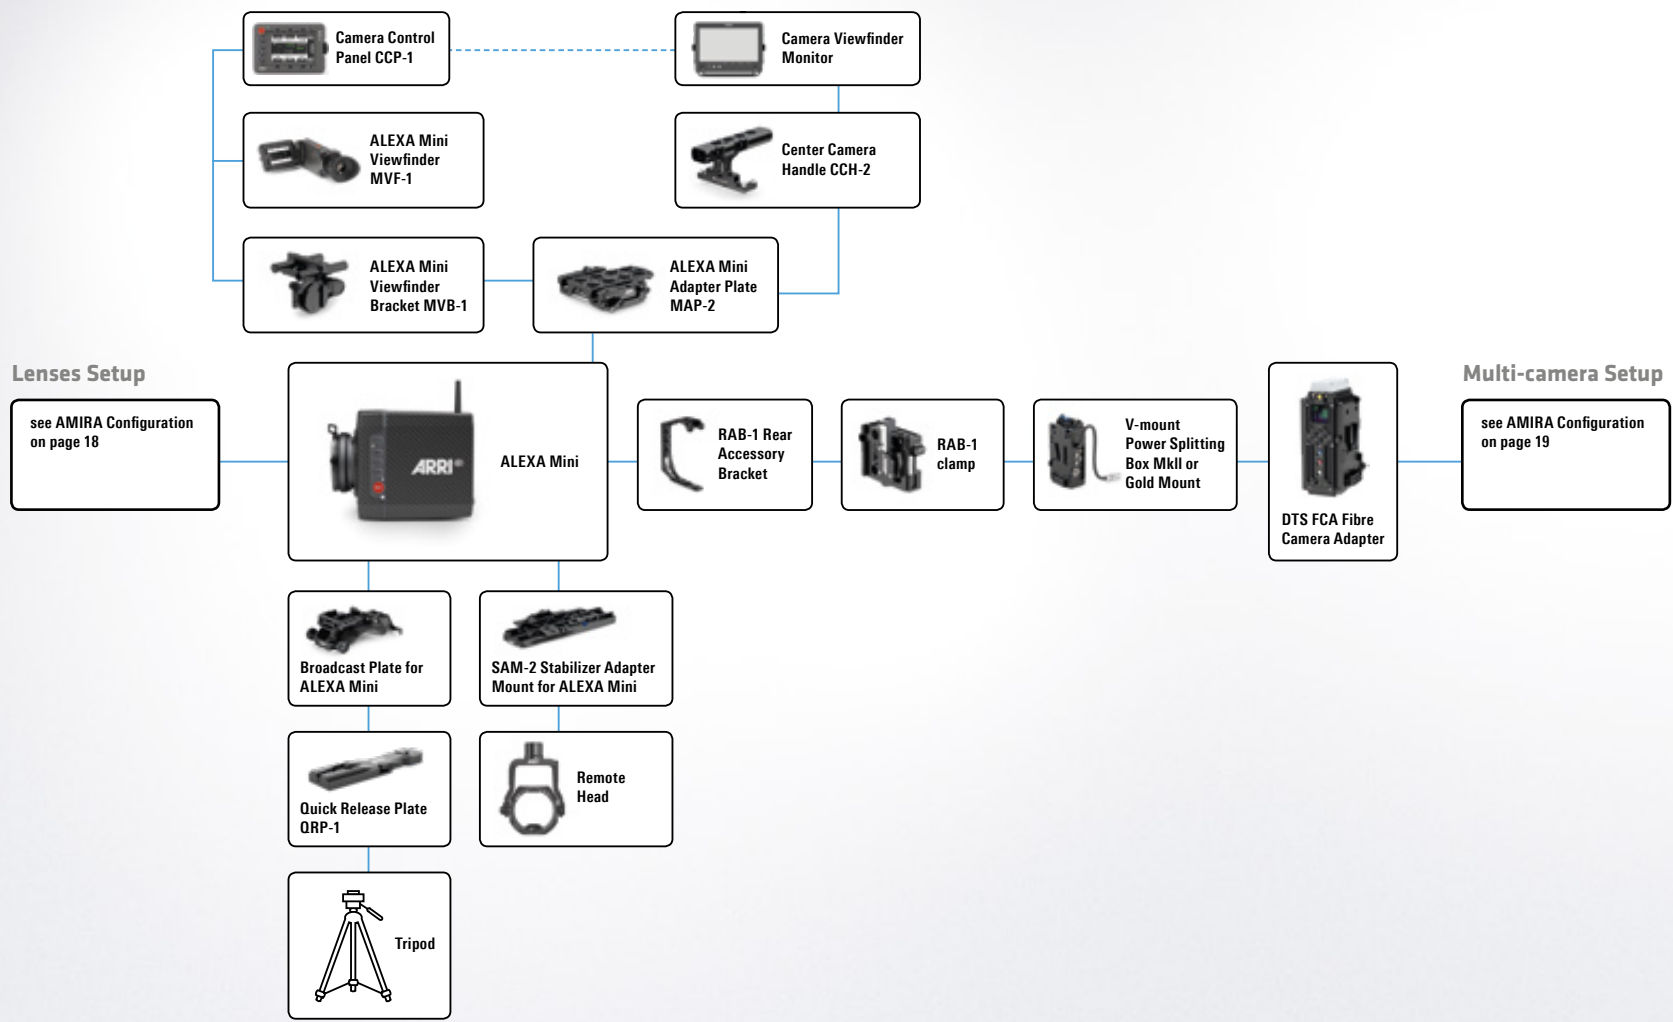 Camera Control
Panel CCP-1
Camera Viewfinder
Monitor
ALEXA Mini
Viewfinder
MVF-1
Center Camera
Handle CCH-2
ALEXA Mini
Viewfinder
Bracket MVB-1
ALEXA Mini
Adapter Plate
MAP-2
Lenses Setup
see AMIRA Configuration
on page 18
ARRI
ALEXA Mini
RAB-1 Rear
Accessory
Bracket
RAB-1
clamp
V-mount
Power Splitting
Box MkII or
Gold Mount
DTS FCA Fibre
Camera Adapter
Multi-camera Setup
see AMIRA Configuration
on page 19
Broadcast Plate for
ALEXA Mini
SAM-2 Stabilizer Adapter
Mount for ALEXA Mini
Quick Release Plate
QRP-1
Remote
Head
Tripod